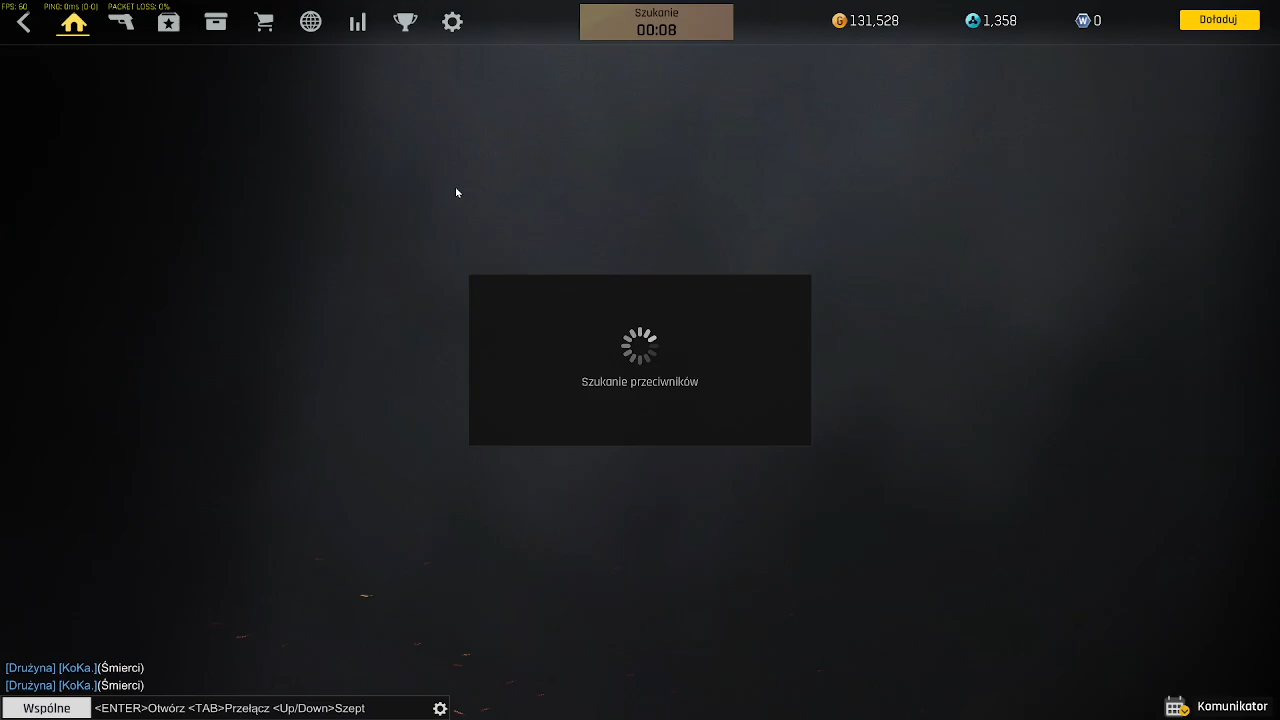 FPS: 60 PING: 0ms (0 0) PACKET LOSS: 0%
Szukanie
00:08
131,528
1,358
0
Doładuj
Szukanie przeciwników
[Drużyna] [KoKa.](Śmierci)
[Drużyna] [KoKa.](Śmierci)
Wspólne <ENTER>Otwórz <TAB>Przełącz <Up/Down>Szept
Komunikator